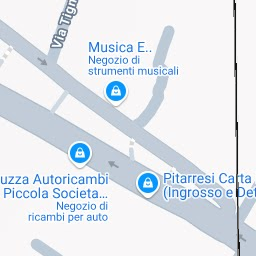 Via Tign
Musica E..
Negozio di
strumenti musicali
uzza Autoricambi
Piccola Societa...
Negozio di
ricambi per auto
Pitarresi Carta
(Ingrosso e Det